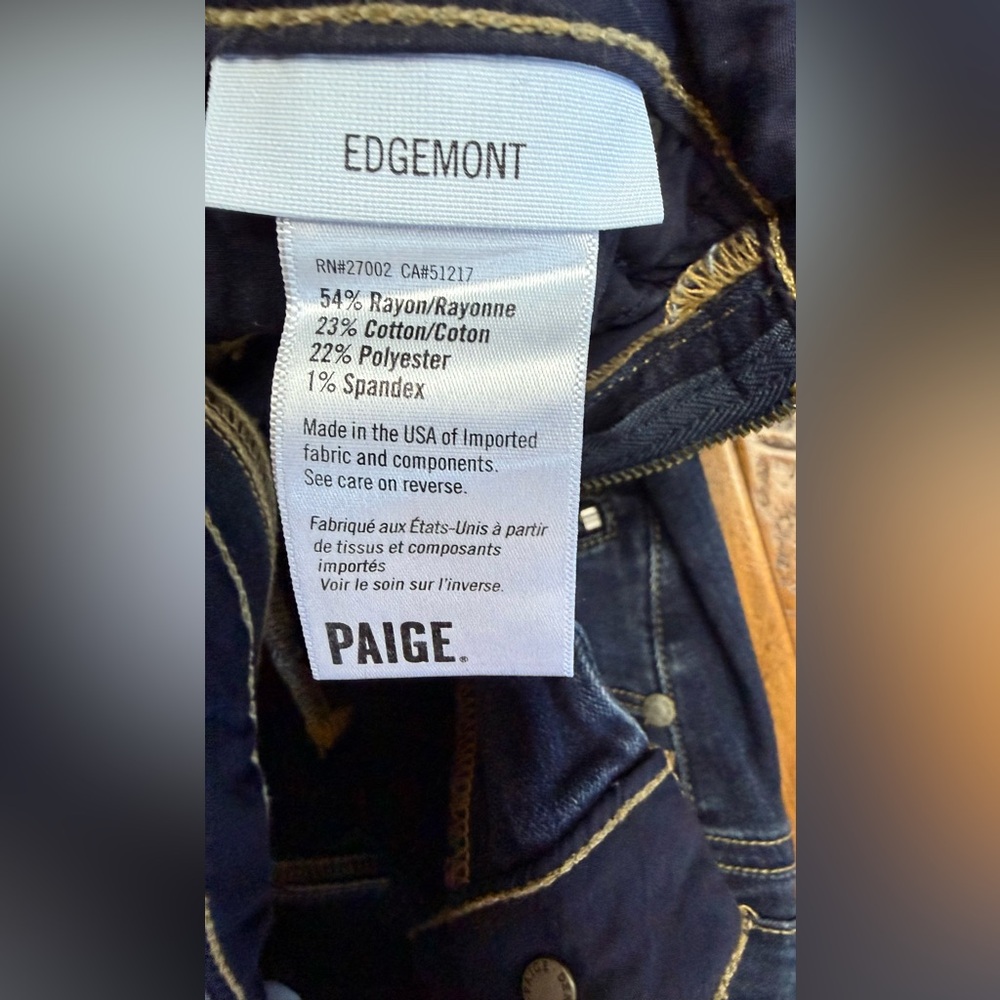 EDGEMONT
RN#27002 CA#51217
54% Rayon/Rayonne
23% Cotton/Coton
22% Polyester
1% Spandex
Made in the USA of Imported
fabric and components.
See care on reverse.
Fabriqué aux États-Unis à partir
de tissus et composants
importés
Voir le soin sur l'inverse.
PAIGE®
PAIGE